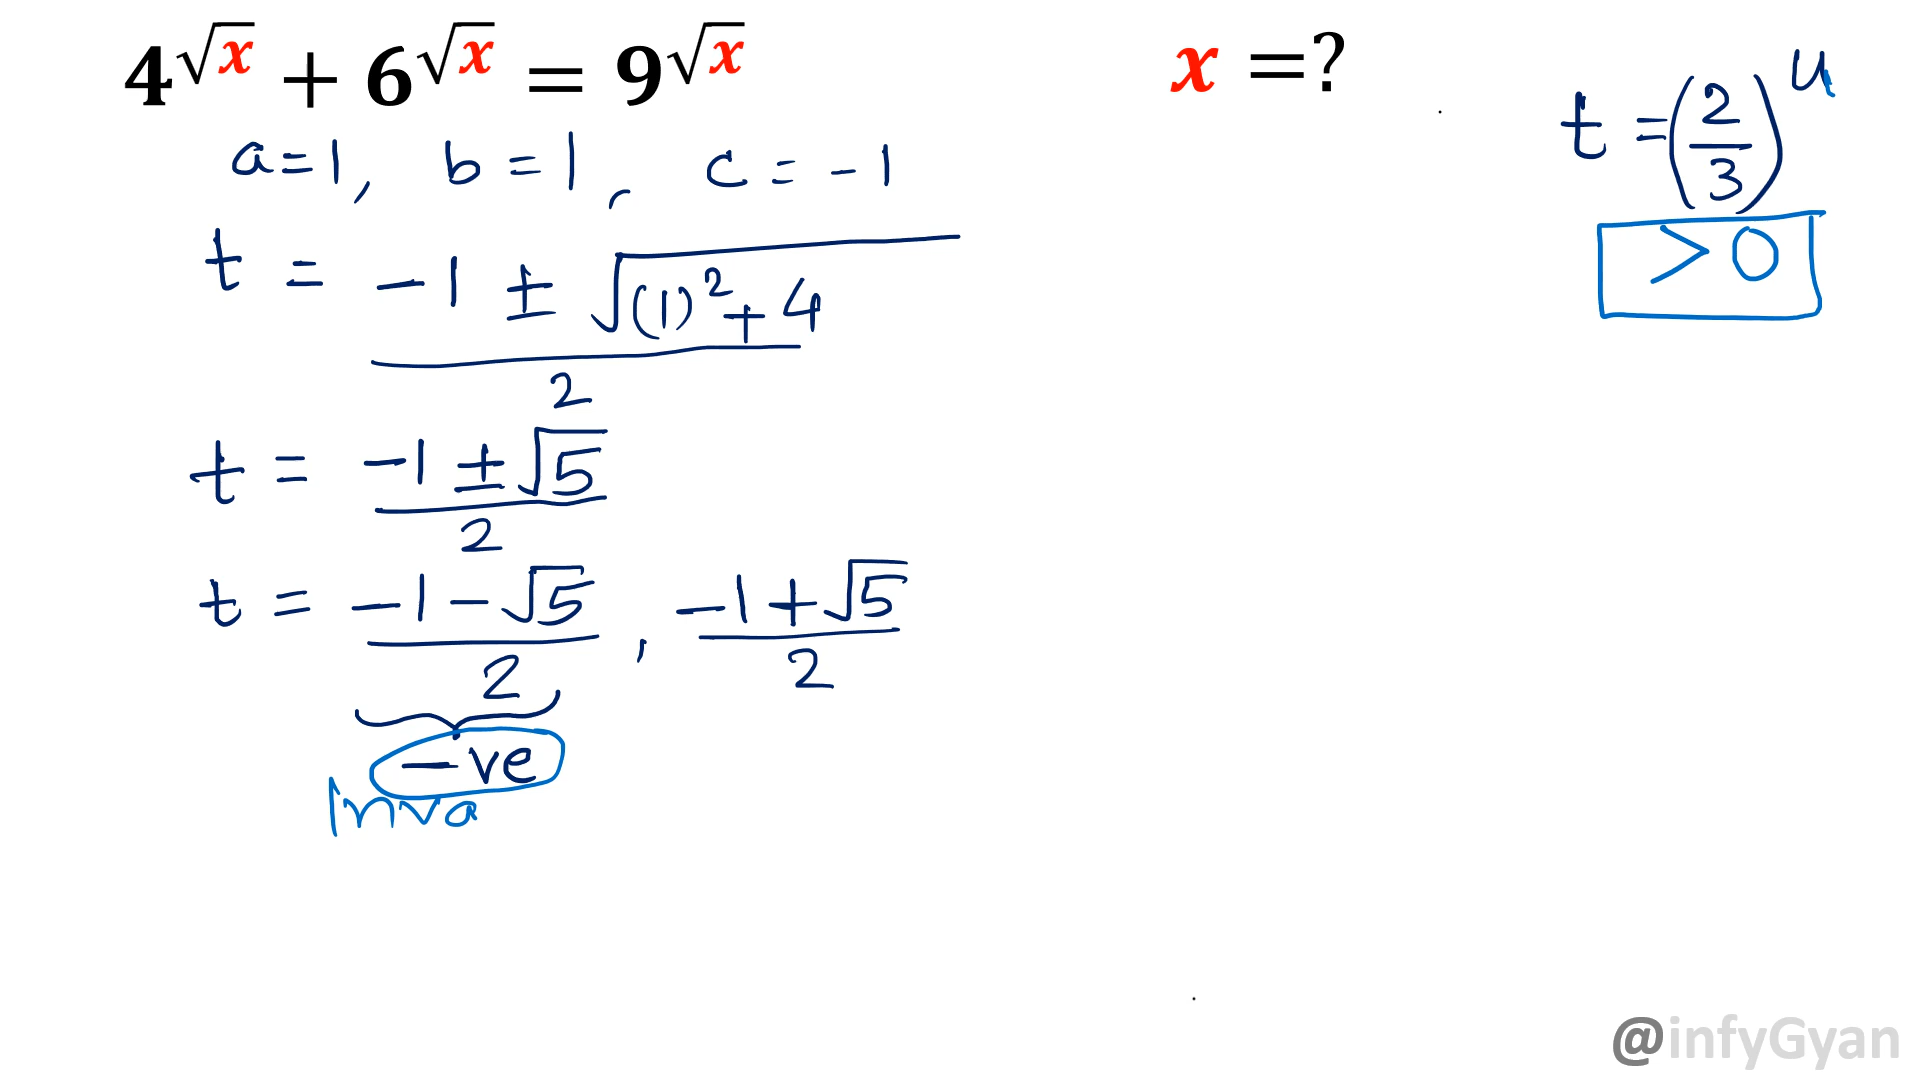 4^√x + 6^√x = 9^√x
x =?
t = (2/3)^u
> 0
a = 1, b = 1, c = -1
t = (-1 ± √((1)² + 4))/2
t = (-1 ± √5)/2
t = (-1 - √5)/2 , (-1 + √5)/2
-ve
Inva
@infyGyan